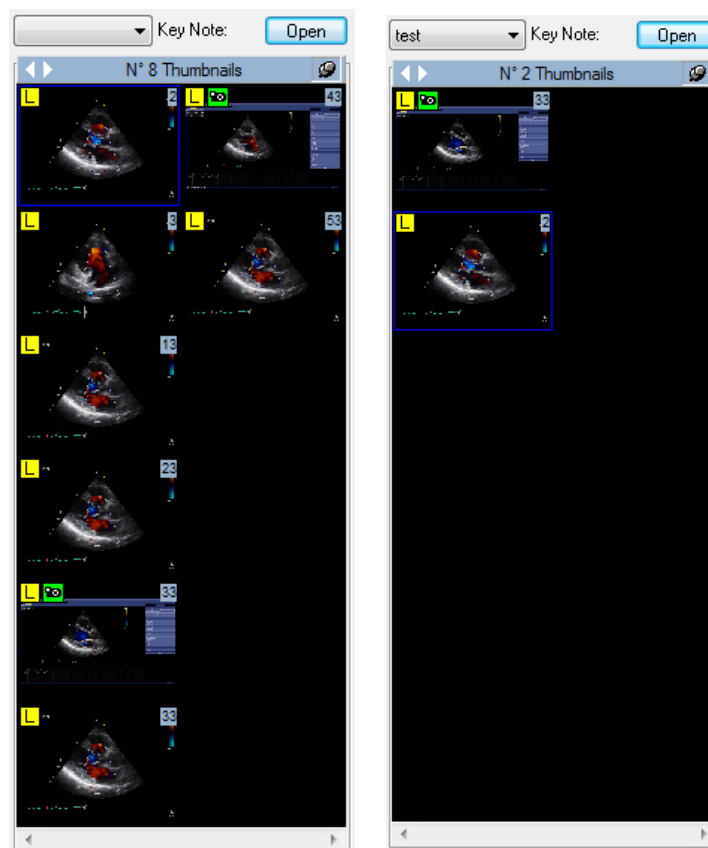 Key Note: Open
N° 8 Thumbnails
L 2 L 43
L 3 L 53
L 13
L 23
L 33
L 33
test Key Note: Open
N° 2 Thumbnails
L 33
L 2